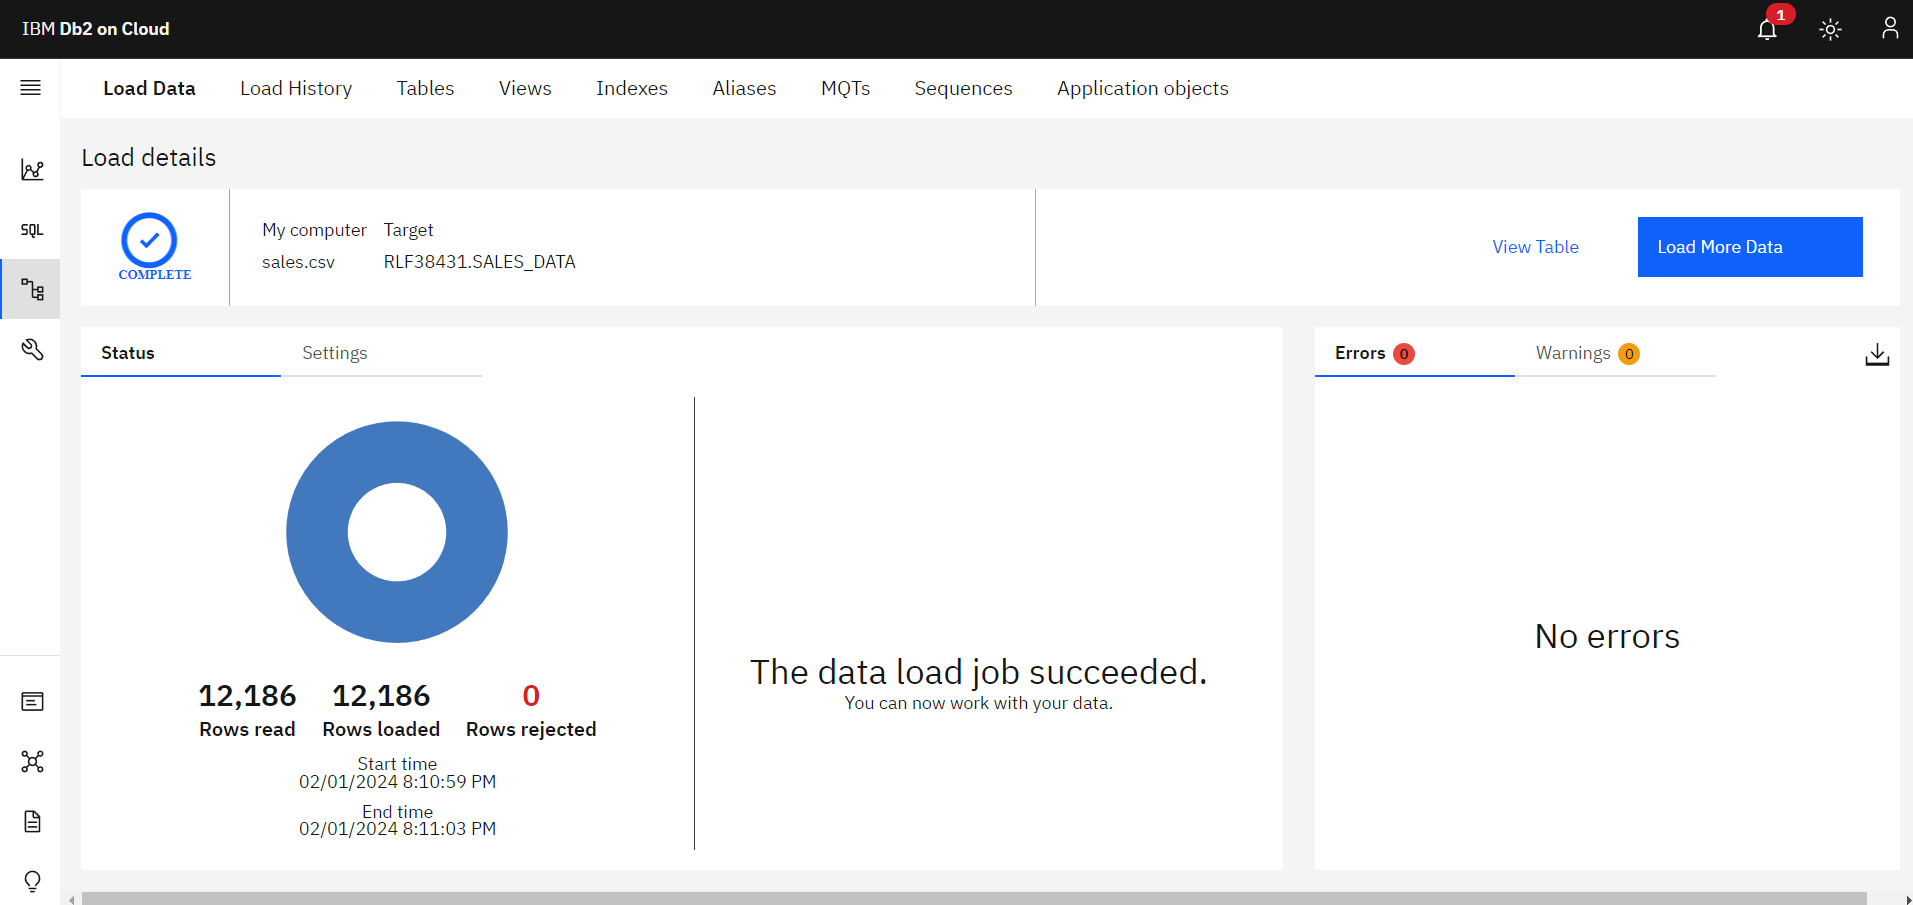 IBM Db2 on Cloud
1
Load Data Load History Tables Views Indexes Aliases MQTs Sequences Application objects
Load details
SQL
COMPLETE
My computer Target
sales.csv RLF38431.SALES_DATA
View Table
Load More Data
Status Settings
Errors 0 Warnings 0
12,186 12,186 0
Rows read Rows loaded Rows rejected
Start time
02/01/2024 8:10:59 PM
End time
02/01/2024 8:11:03 PM
The data load job succeeded.
You can now work with your data.
No errors